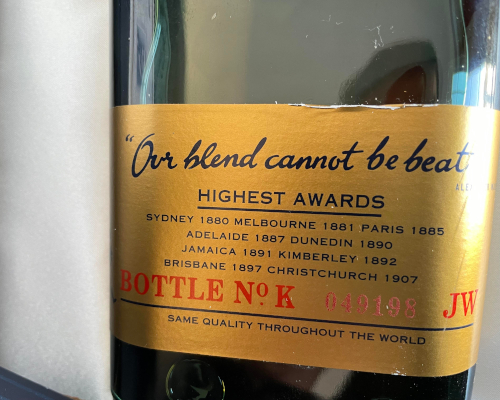 "Our blend cannot be beat
HIGHEST AWARDS
SYDNEY 1880 MELBOURNE 1881 PARIS 1885
ADELAIDE 1887 DUNEDIN 1890
JAMAICA 1891 KIMBERLEY 1892
BRISBANE 1897 CHRISTCHURCH 1907
BOTTLE No. K 049198 JW
SAME QUALITY THROUGHOUT THE WORLD